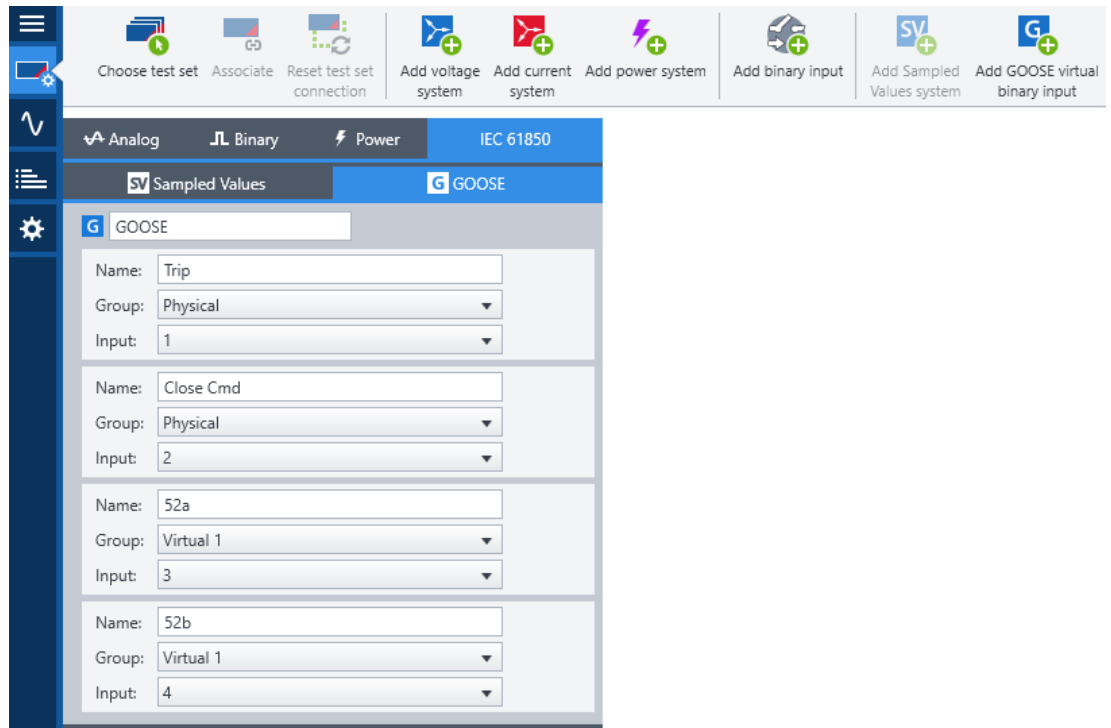 Choose test set
Associate
Reset test set
connection
Add voltage
system
Add current
system
Add power system
Add binary input
SV
Add Sampled
Values system
G
Add GOOSE virtual
binary input
Analog
Binary
Power
IEC 61850
SV Sampled Values
G GOOSE
G GOOSE
Name: Trip
Group: Physical
Input: 1
Name: Close Cmd
Group: Physical
Input: 2
Name: 52a
Group: Virtual 1
Input: 3
Name: 52b
Group: Virtual 1
Input: 4